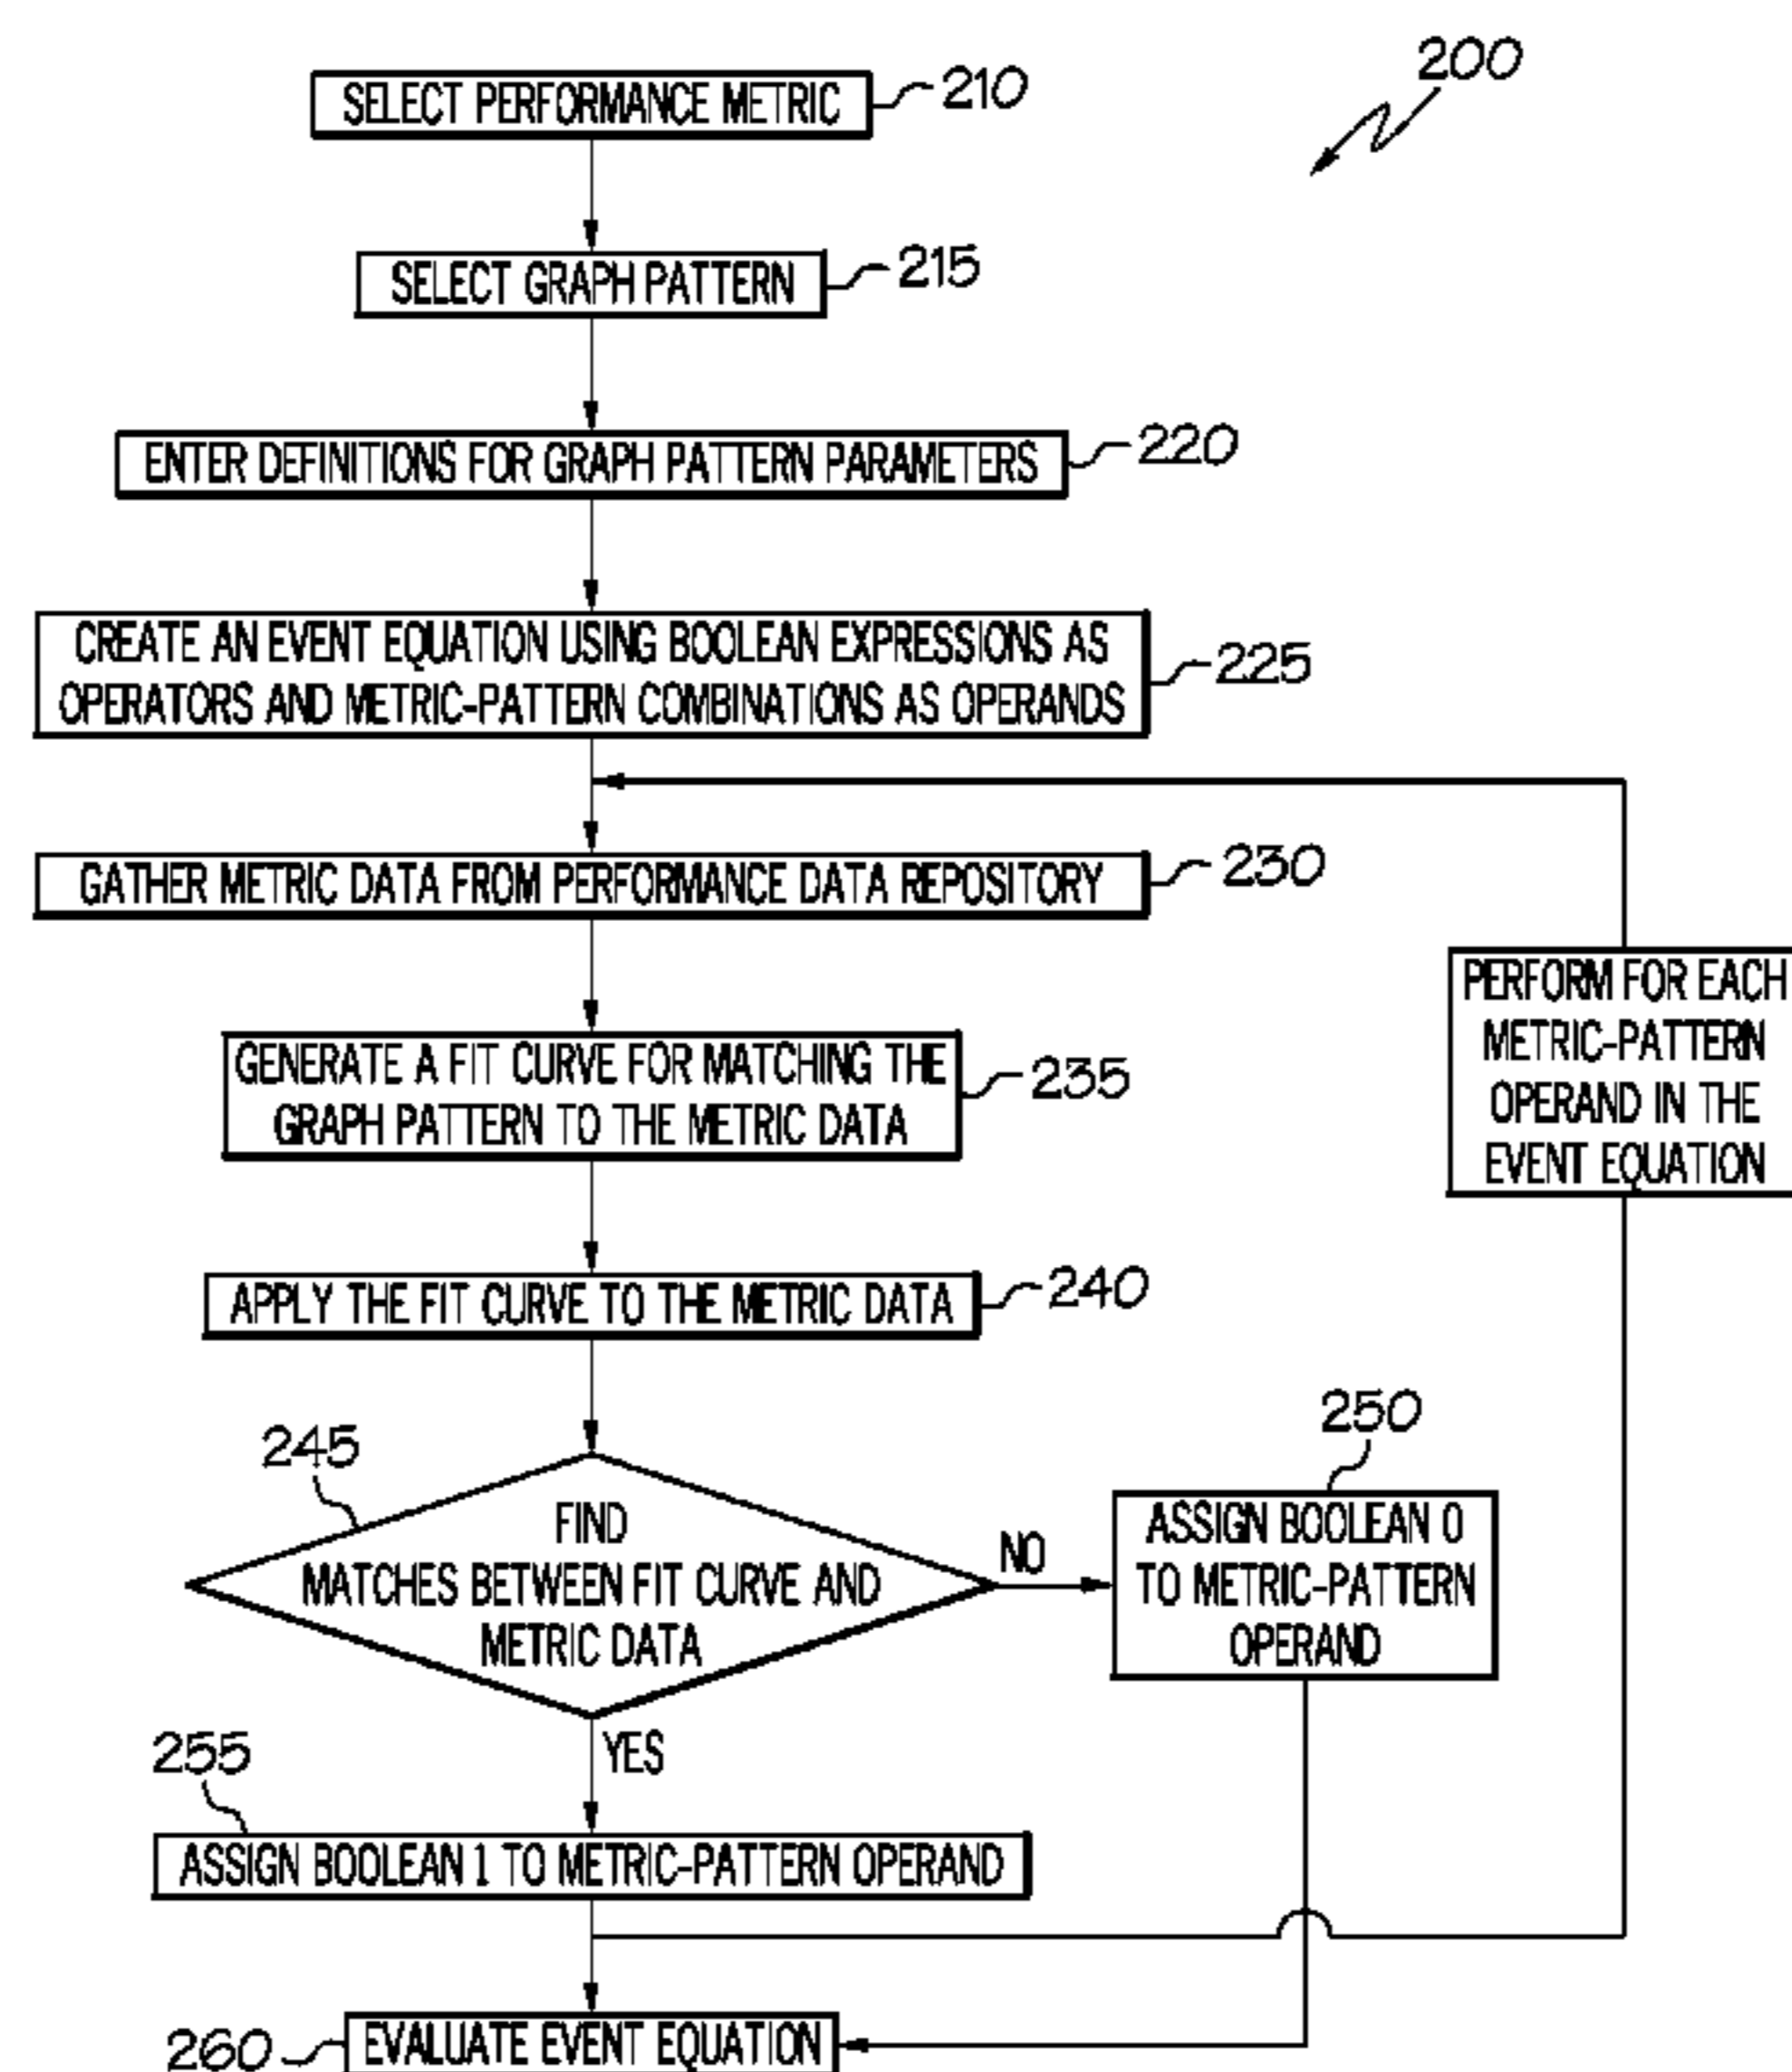 200
SELECT PERFORMANCE METRIC
210
SELECT GRAPH PATTERN
215
ENTER DEFINITIONS FOR GRAPH PATTERN PARAMETERS
220
CREATE AN EVENT EQUATION USING BOOLEAN EXPRESSIONS AS
OPERATORS AND METRIC-PATTERN COMBINATIONS AS OPERANDS
225
GATHER METRIC DATA FROM PERFORMANCE DATA REPOSITORY
230
PERFORM FOR EACH
METRIC-PATTERN
OPERAND IN THE
EVENT EQUATION
GENERATE A FIT CURVE FOR MATCHING THE
GRAPH PATTERN TO THE METRIC DATA
235
APPLY THE FIT CURVE TO THE METRIC DATA
240
245
FIND
MATCHES BETWEEN FIT CURVE AND
METRIC DATA
NO
250
ASSIGN BOOLEAN 0
TO METRIC-PATTERN
OPERAND
YES
255
ASSIGN BOOLEAN 1 TO METRIC-PATTERN OPERAND
260
EVALUATE EVENT EQUATION